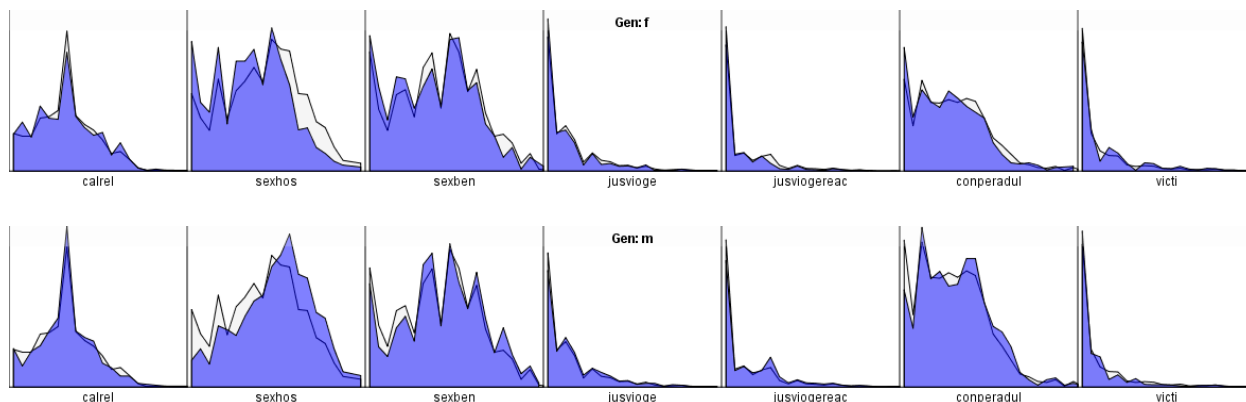 Gen: f
calrel sexhos sexben jusvioge jusviogereac conperadul victi
Gen: m
calrel sexhos sexben jusvioge jusviogereac conperadul victi